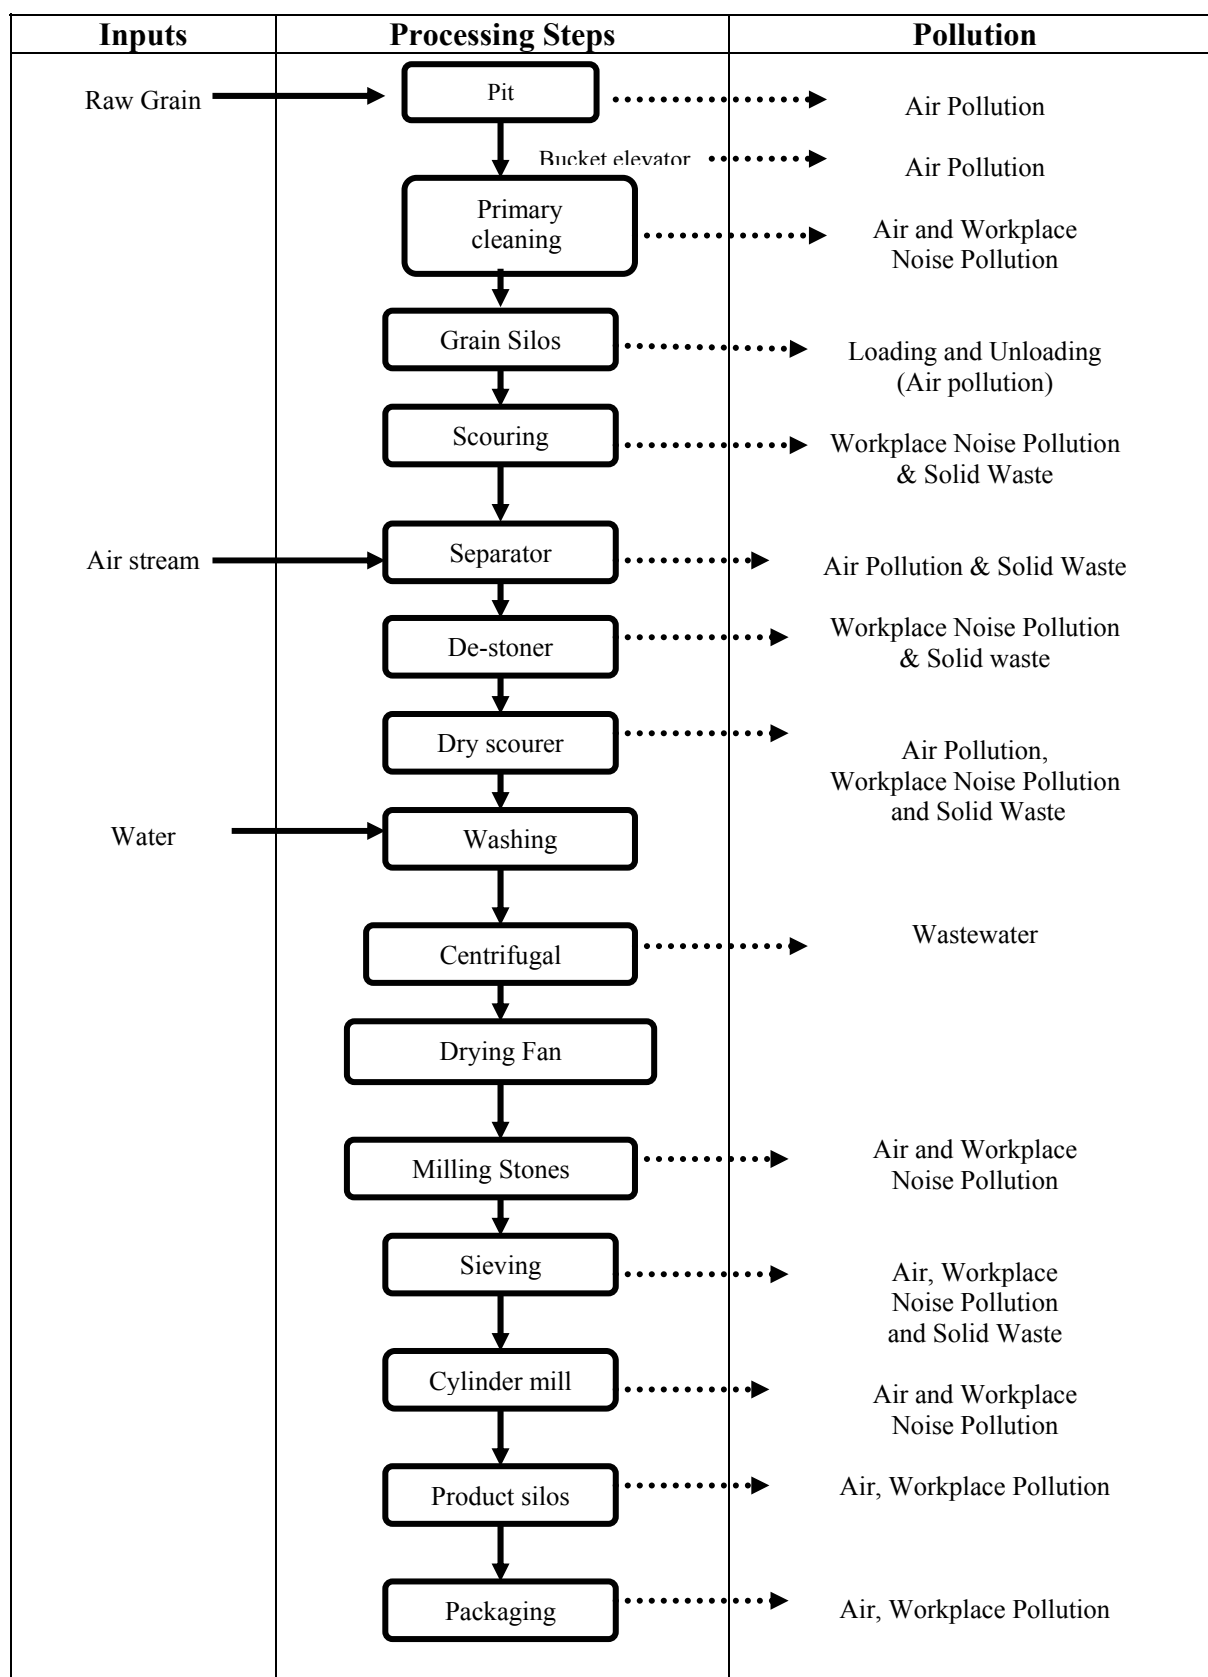 Inputs
Processing Steps
Pollution
Raw Grain
Pit
Air Pollution
Bucket elevator
Air Pollution
Primary
cleaning
Air and Workplace
Noise Pollution
Grain Silos
Loading and Unloading
(Air pollution)
Scouring
Workplace Noise Pollution
& Solid Waste
Air stream
Separator
Air Pollution & Solid Waste
De-stoner
Workplace Noise Pollution
& Solid waste
Dry scourer
Air Pollution,
Workplace Noise Pollution
and Solid Waste
Water
Washing
Centrifugal
Wastewater
Drying Fan
Milling Stones
Air and Workplace
Noise Pollution
Sieving
Air, Workplace
Noise Pollution
and Solid Waste
Cylinder mill
Air and Workplace
Noise Pollution
Product silos
Air, Workplace Pollution
Packaging
Air, Workplace Pollution